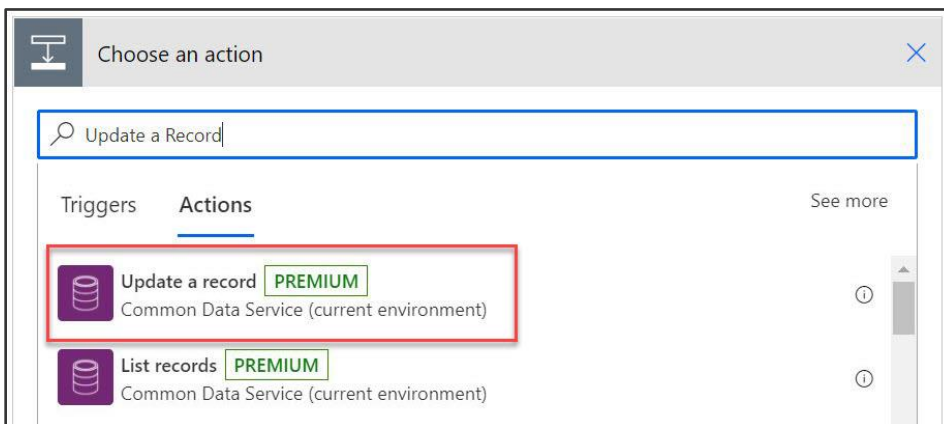 Choose an action
Update a Record
Triggers Actions See more
Update a record PREMIUM
Common Data Service (current environment)
List records PREMIUM
Common Data Service (current environment)